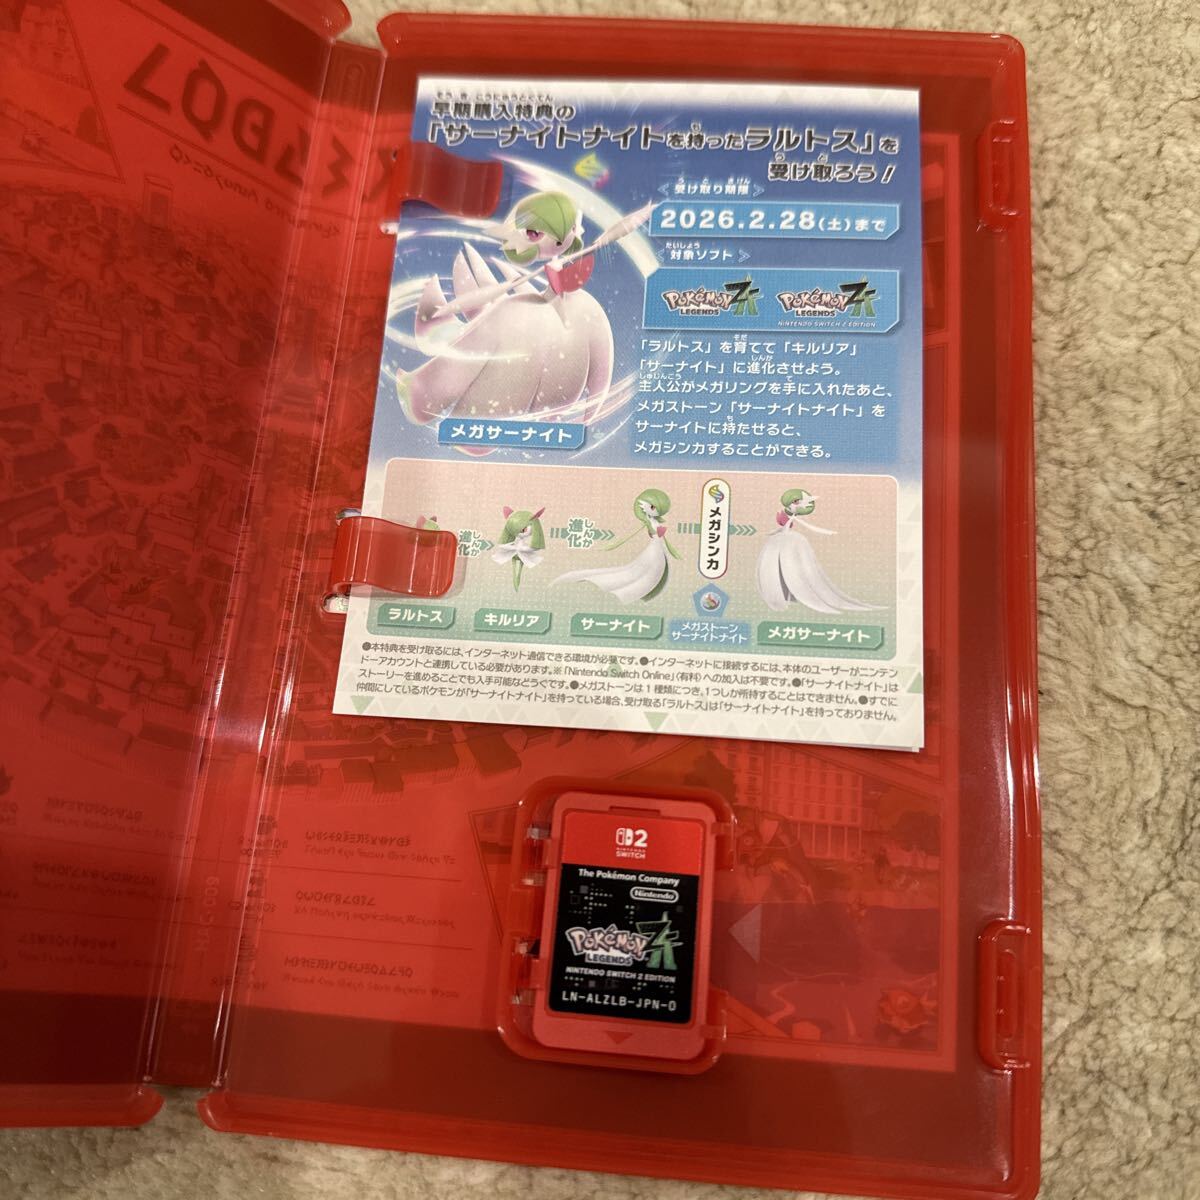 早期購入特典の
「サーナイトナイトを持ったラルトス」を
受け取ろう!
受け取り期限
2026.2.28(土)まで
対象ソフト
POKéMON LEGENDS ZA
POKéMON LEGENDS ZA
NINTENDO SWITCH 2 EDITION
「ラルトス」を育てて「キルリア」
「サーナイト」に進化させよう。
主人公がメガリングを手に入れたあと、
メガストーン「サーナイトナイト」を
サーナイトに持たせると、
メガシンカすることができる。
メガサーナイト
進化
進化
メガシンカ
ラルトス
キルリア
サーナイト
メガストーン
サーナイトナイト
メガサーナイト
●本特典を受け取るには、インターネット通信できる環境が必要です。●インターネットに接続するには、本体のユーザーがニンテン
ドーアカウントと連携している必要があります。※「Nintendo Switch Online」(有料)への加入は不要です。●「サーナイトナイト」は
ストーリーを進めることでも入手可能などうぐです。●メガストーンは1種類につき、1つしか所持することはできません。●すでに
仲間にしているポケモンが「サーナイトナイト」を持っている場合、受け取る「ラルトス」は「サーナイトナイト」を持っておりません。
2
NINTENDO
SWITCH
The Pokémon Company
Nintendo
POKéMON LEGENDS ZA
NINTENDO SWITCH 2 EDITION
LN-ALZLB-JPN-0